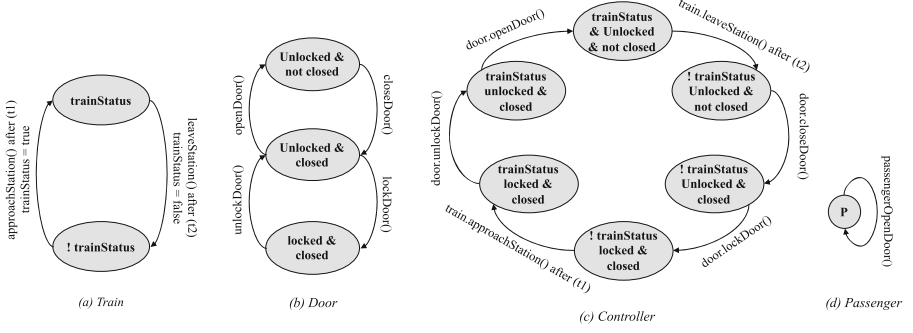 approachStation() after (t1)
trainStatus = true
trainStatus
leaveStation() after (t2)
trainStatus = false
! trainStatus
(a) Train
Unlocked &
not closed
openDoor()
closeDoor()
Unlocked &
closed
unlockDoor()
lockDoor()
locked &
closed
(b) Door
door.openDoor()
trainStatus
& Unlocked
& not closed
train.leaveStation() after (t2)
trainStatus
unlocked &
closed
! trainStatus
Unlocked &
not closed
door.unlockDoor()
door.closeDoor()
trainStatus
locked &
closed
! trainStatus
Unlocked &
closed
train.approachStation() after (t1)
! trainStatus
locked &
closed
door.lockDoor()
(c) Controller
P
passengerOpenDoor()
(d) Passenger